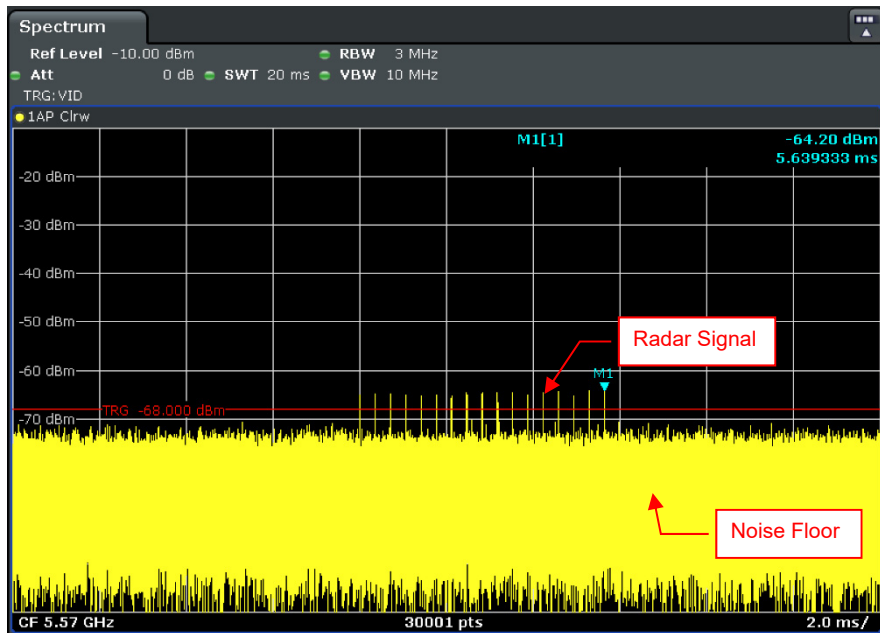 Spectrum
Ref Level -10.00 dBm RBW 3 MHz
Att 0 dB SWT 20 ms VBW 10 MHz
TRG:VID
1AP Clrw
M1[1] -64.20 dBm
5.639333 ms
-20 dBm
-30 dBm
-40 dBm
-50 dBm
Radar Signal
-60 dBm
M1
TRG -68.000 dBm
-70 dBm
Noise Floor
CF 5.57 GHz 30001 pts 2.0 ms/